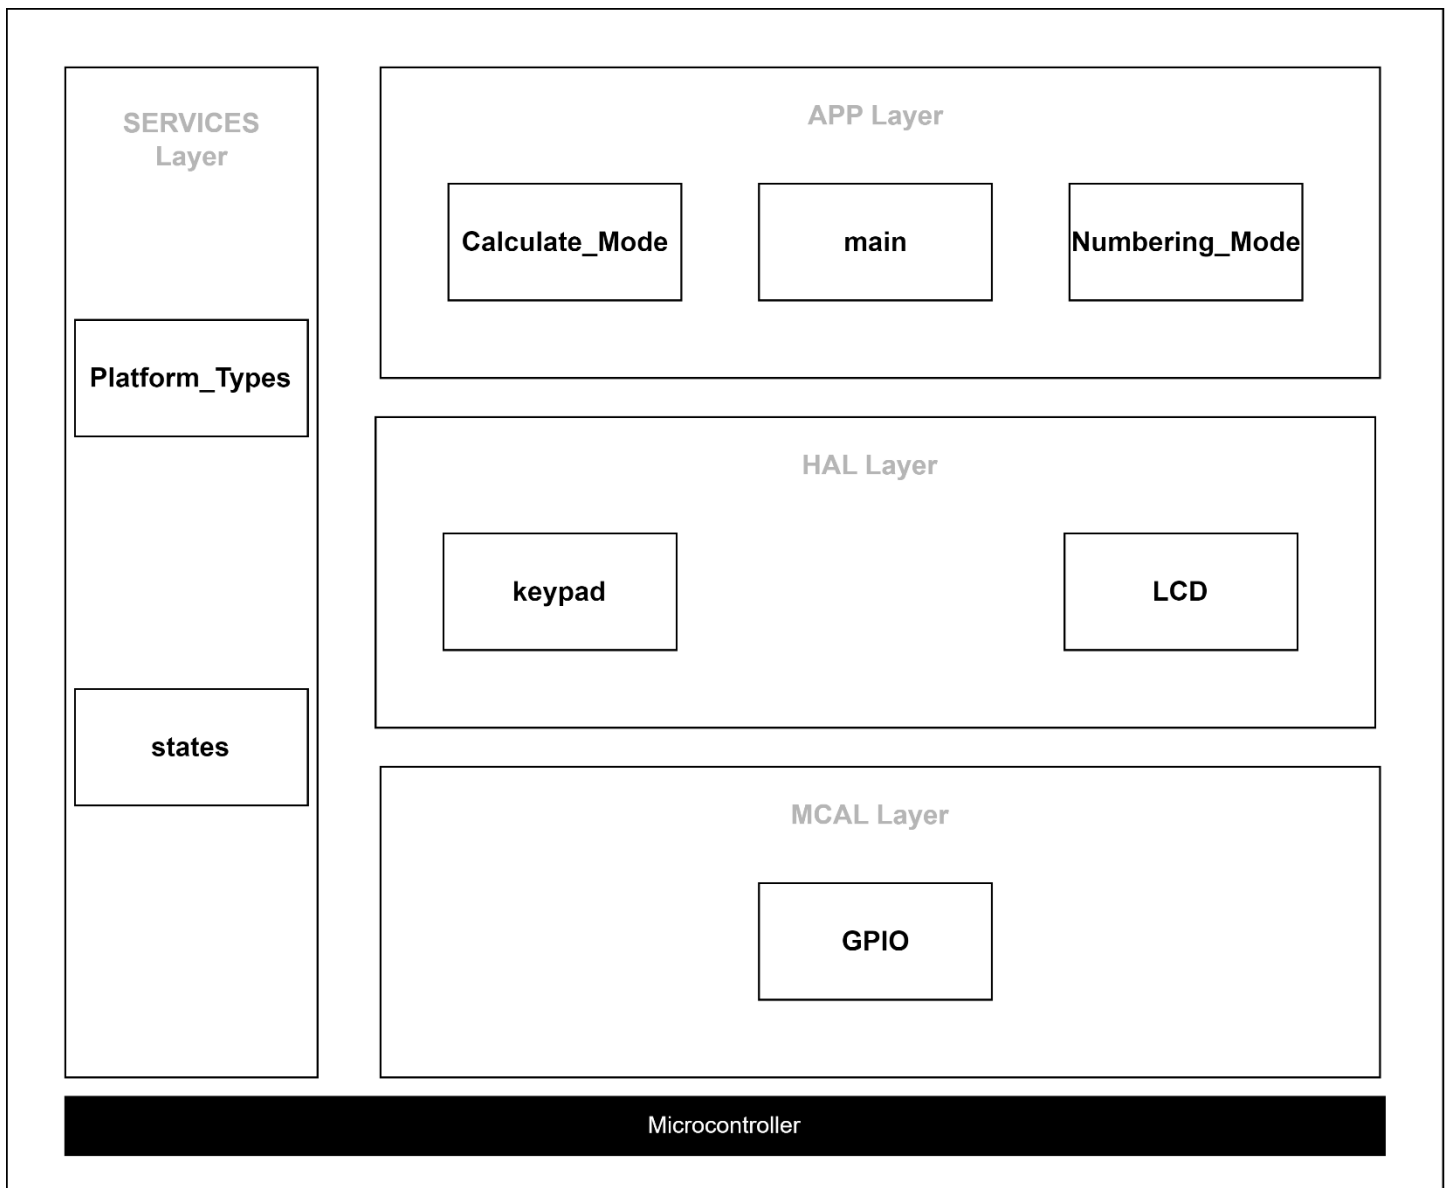 SERVICES
Layer
Platform_Types
states
APP Layer
Calculate_Mode
main
Numbering_Mode
HAL Layer
keypad
LCD
MCAL Layer
GPIO
Microcontroller